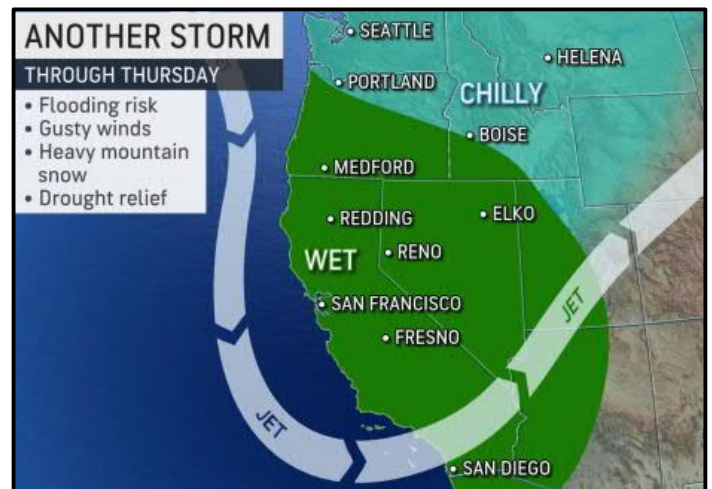 ANOTHER STORM
THROUGH THURSDAY
• Flooding risk
• Gusty winds
• Heavy mountain
snow
• Drought relief
• SEATTLE
• HELENA
• PORTLAND
CHILLY
• BOISE
• MEDFORD
• REDDING
• ELKO
WET
• RENO
• SAN FRANCISCO
• FRESNO
JET
JET
• SAN DIEGO